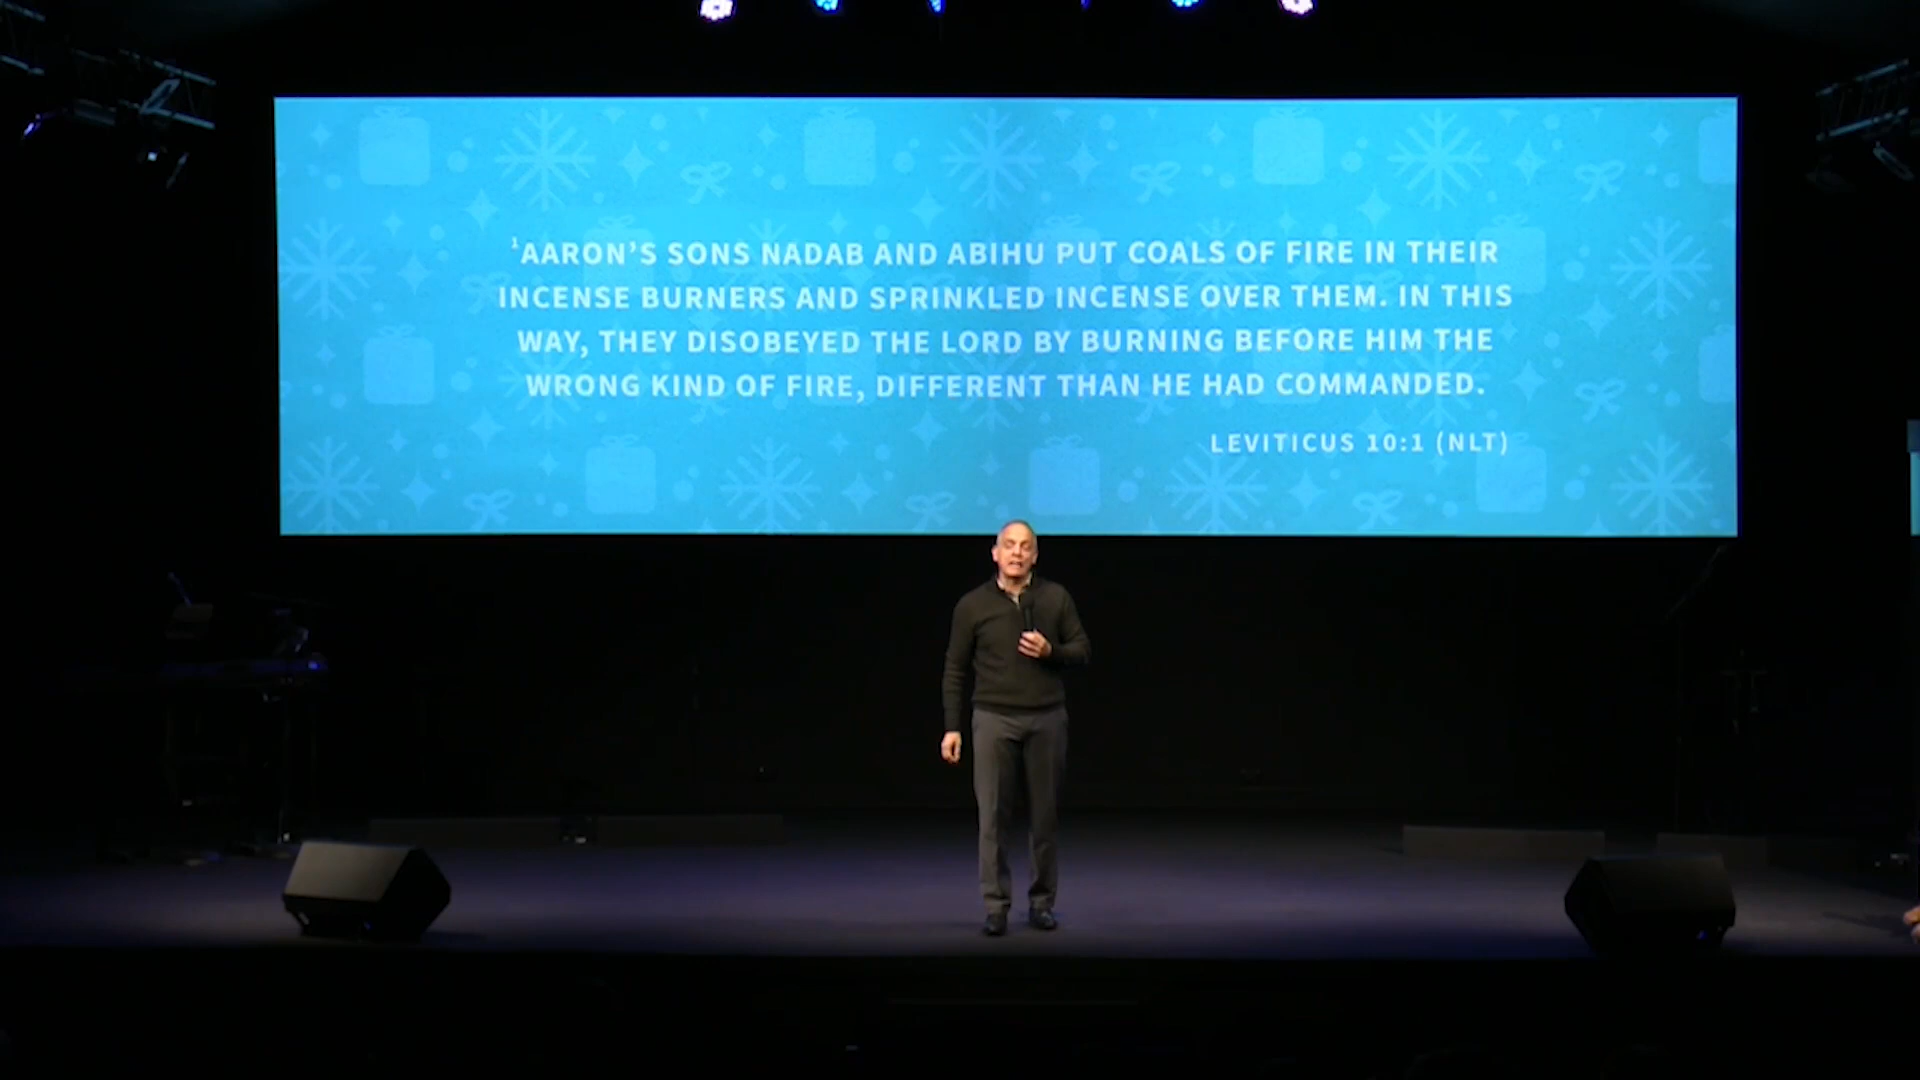 ¹AARON’S SONS NADAB AND ABIHU PUT COALS OF FIRE IN THEIR
INCENSE BURNERS AND SPRINKLED INCENSE OVER THEM. IN THIS
WAY, THEY DISOBEYED THE LORD BY BURNING BEFORE HIM THE
WRONG KIND OF FIRE, DIFFERENT THAN HE HAD COMMANDED.
LEVITICUS 10:1 (NLT)